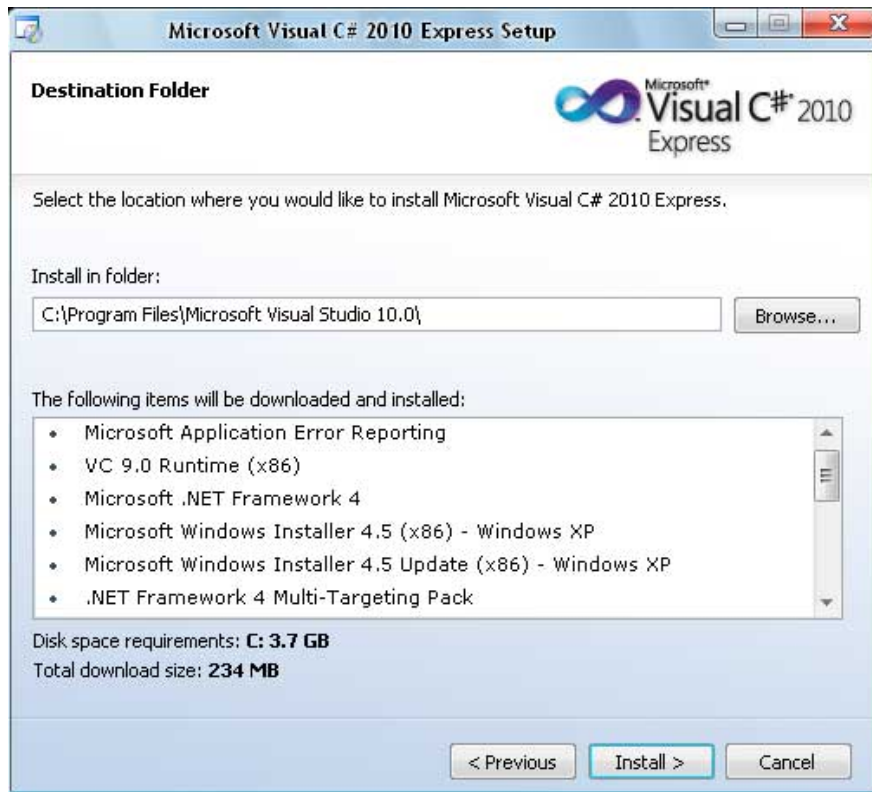 Microsoft Visual C# 2010 Express Setup
Destination Folder
Microsoft®
Visual C#® 2010
Express
Select the location where you would like to install Microsoft Visual C# 2010 Express.
Install in folder:
C:\Program Files\Microsoft Visual Studio 10.0\
Browse...
The following items will be downloaded and installed:
• Microsoft Application Error Reporting
• VC 9.0 Runtime (x86)
• Microsoft .NET Framework 4
• Microsoft Windows Installer 4.5 (x86) - Windows XP
• Microsoft Windows Installer 4.5 Update (x86) - Windows XP
• .NET Framework 4 Multi-Targeting Pack
Disk space requirements: C: 3.7 GB
Total download size: 234 MB
< Previous
Install >
Cancel